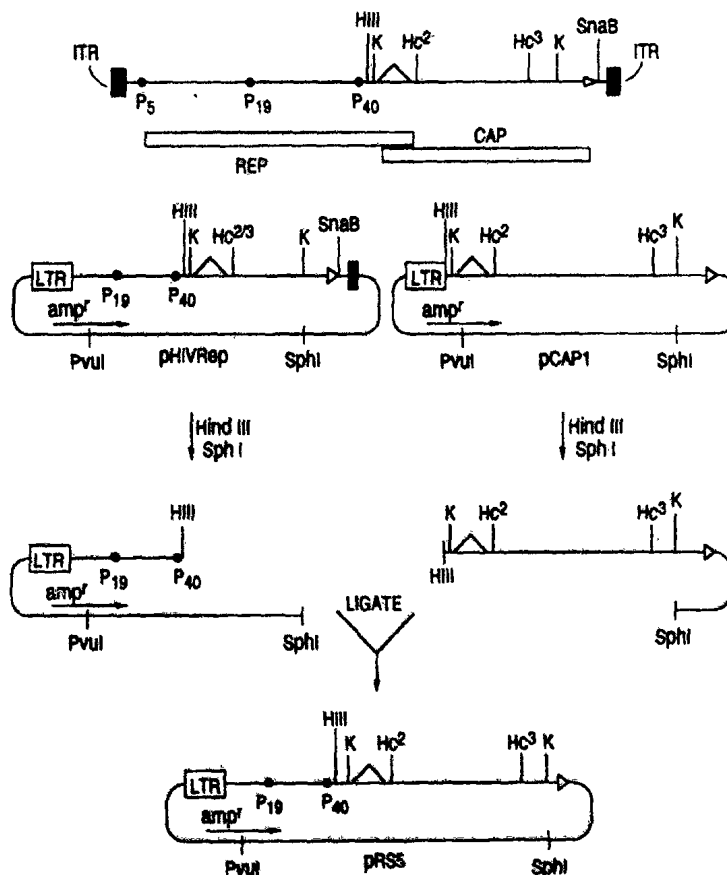 HIII
K
Hc2
Hc3
K
SnaB
ITR
ITR
P5
P19
P40
REP
CAP
HIII
K
Hc2/3
K
SnaB
LTR
P19
P40
ampr
PvuI
pHIVRep
SphI
HIII
K
Hc2
Hc3
K
LTR
ampr
PvuI
pCAP1
SphI
Hind III
Sph I
Hind III
Sph I
HIII
LTR
P19
P40
ampr
PvuI
SphI
K
Hc2
Hc3
K
HIII
SphI
LIGATE
HIII
K
Hc2
Hc3
K
LTR
P19
P40
ampr
PvuI
pRS5
SphI